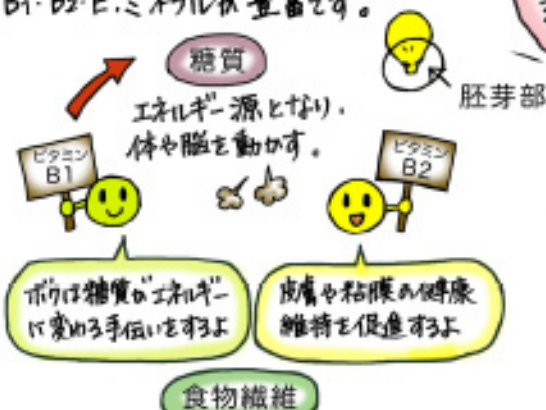 B1・B2・E、ミネラルが豊富です。
糖質
胚芽部
エネルギー源となり、
体や脳を動かす。
ビタミン
B1
ビタミン
B2
ボクは糖質がエネルギー
に変わる手伝いをするよ
皮膚や粘膜の健康
維持を促進するよ
食物繊維